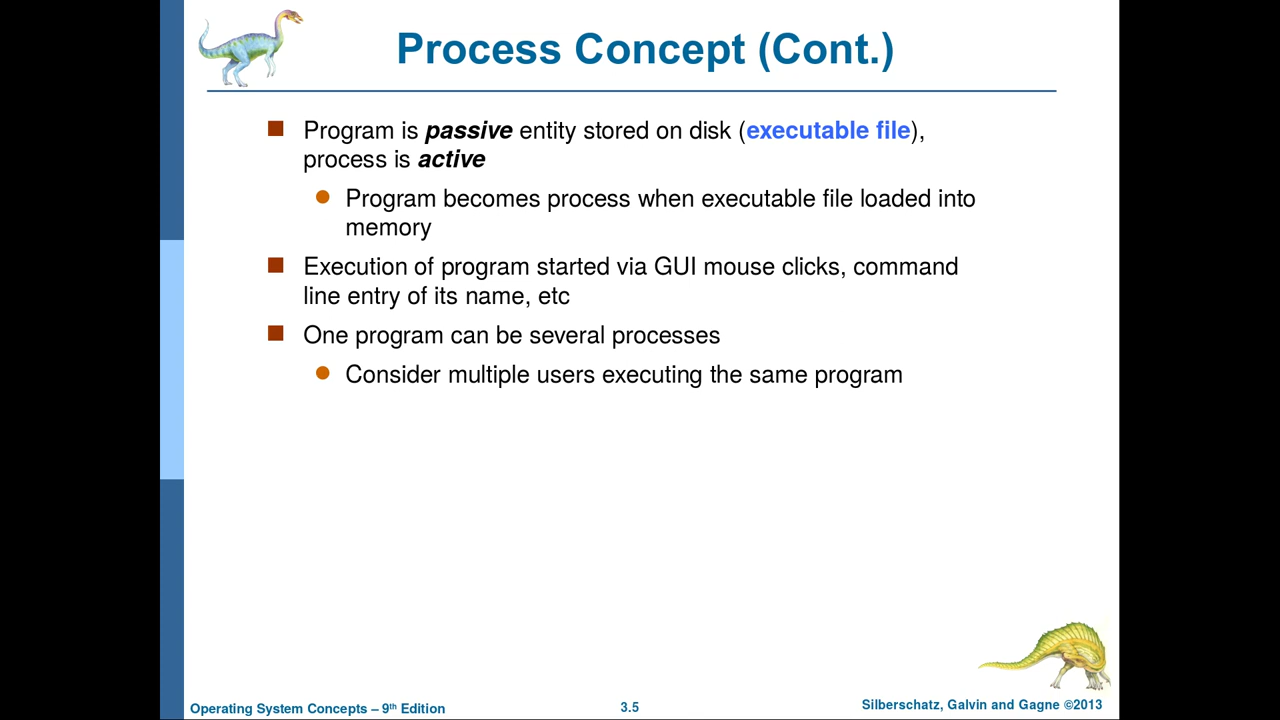 Process Concept (Cont.)
Program is passive entity stored on disk (executable file),
process is active
Program becomes process when executable file loaded into
memory
Execution of program started via GUI mouse clicks, command
line entry of its name, etc
One program can be several processes
Consider multiple users executing the same program
Operating System Concepts – 9th Edition
3.5
Silberschatz, Galvin and Gagne ©2013